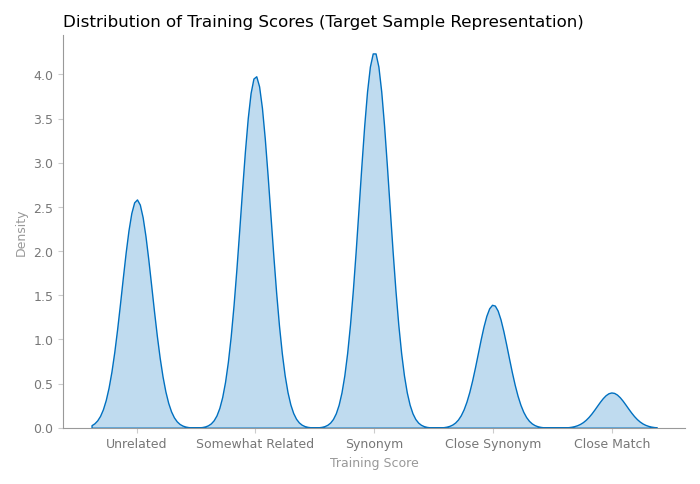 Distribution of Training Scores (Target Sample Representation)
4.0
3.5
3.0
2.5
2.0
1.5
1.0
0.5
0.0
Density
Unrelated Somewhat Related Synonym Close Synonym Close Match
Training Score